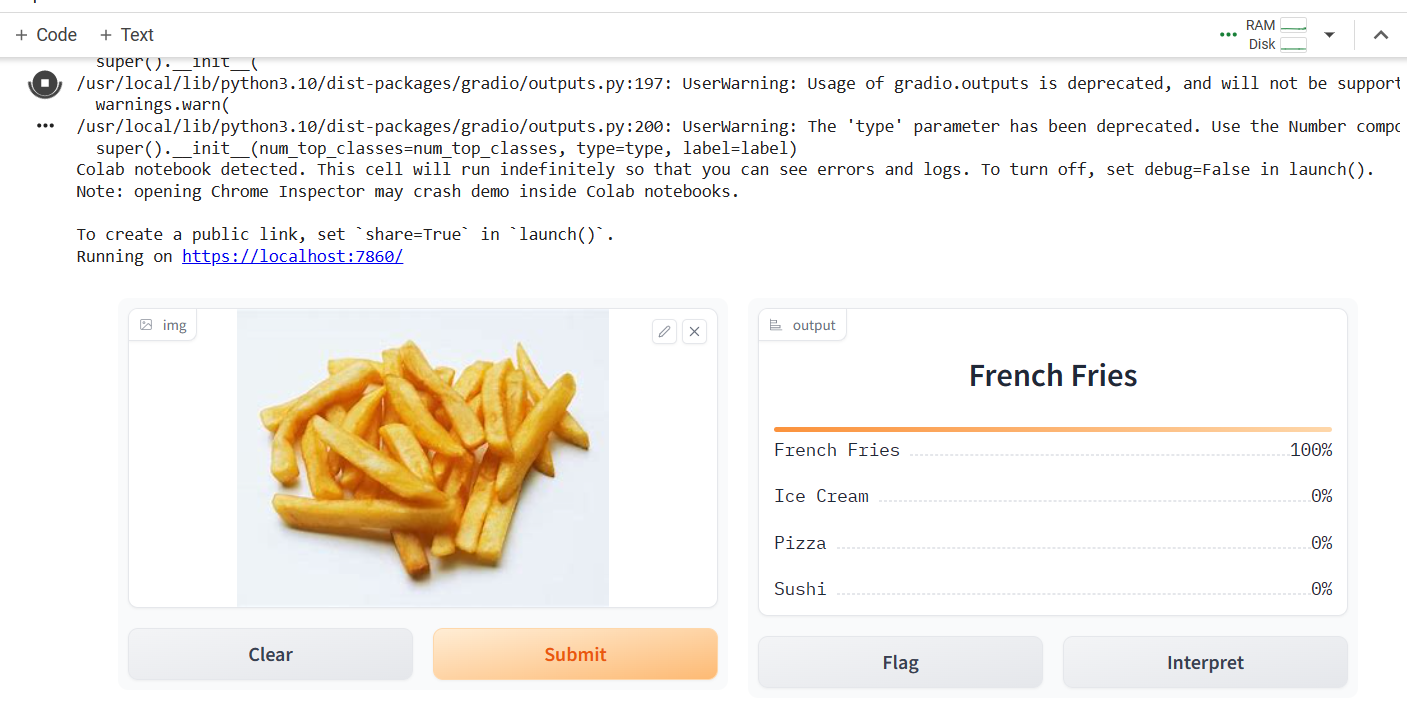 + Code + Text
RAM
Disk
super().__init__(
/usr/local/lib/python3.10/dist-packages/gradio/outputs.py:197: UserWarning: Usage of gradio.outputs is deprecated, and will not be support
warnings.warn(
/usr/local/lib/python3.10/dist-packages/gradio/outputs.py:200: UserWarning: The 'type' parameter has been deprecated. Use the Number compo
super().__init__(num_top_classes=num_top_classes, type=type, label=label)
Colab notebook detected. This cell will run indefinitely so that you can see errors and logs. To turn off, set debug=False in launch().
Note: opening Chrome Inspector may crash demo inside Colab notebooks.
To create a public link, set `share=True` in `launch()`.
Running on https://localhost:7860/
img
output
French Fries
French Fries 100%
Ice Cream 0%
Pizza 0%
Sushi 0%
Clear
Submit
Flag
Interpret